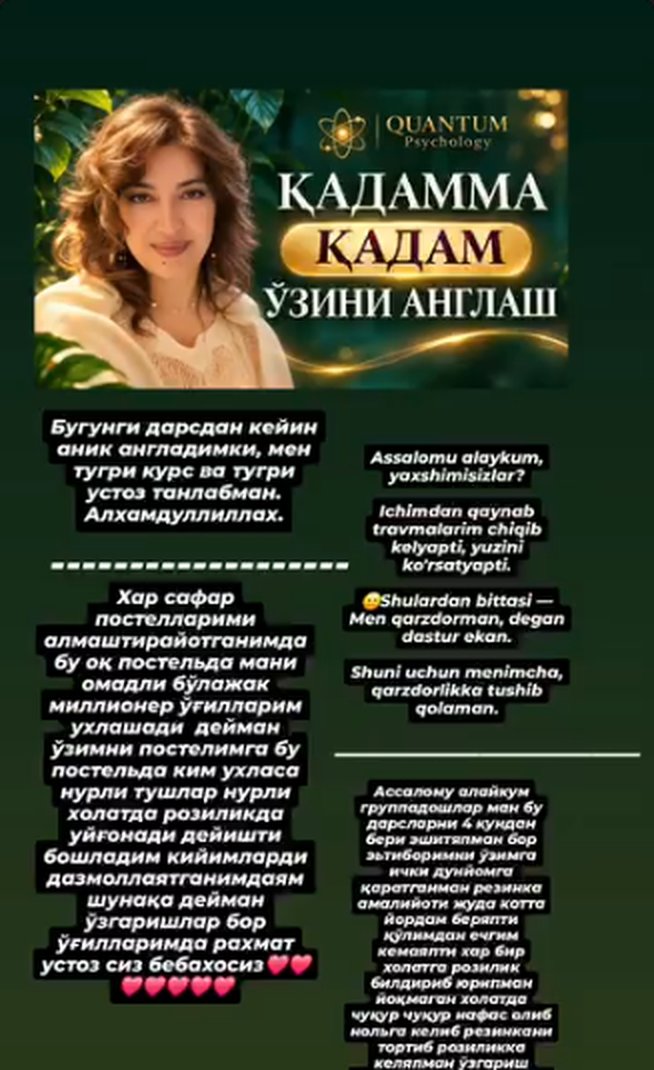 QUANTUM
Psychology
ҚАДАММА
ҚАДАМ
ЎЗИНИ АНГЛАШ
Бугунги дарсдан кейин
аник англадимки, мен
тугри курс ва тугри
устоз танлабман.
Алхамдуллиллах.
Хар сафар
постелларими
алмаштирайотганимда
бу оқ постельда мани
омадли бўлажак
миллионер ўғилларим
ухлашади дейман
ўзимни постелимга бу
постельда ким ухласа
нурли тушлар нурли
холатда розиликда
уйғонади дейишти
бошладим кийимларди
дазмоллаятганимдаям
шунақа дейман
ўзгаришлар бор
ўғилларимда рахмат
устоз сиз бебахосиз❤️❤️
❤️❤️❤️❤️❤️
Assalomu alaykum,
yaxshimisizlar?
Ichimdan qaynab
travmalarim chiqib
kelyapti, yuzini
ko'rsatyapti.
🫠Shulardan bittasi —
Men qarzdorman, degan
dastur ekan.
Shuni uchun menimcha,
qarzdorlikka tushib
qolaman.
Ассалому алайкум
группадошлар ман бу
дарсларни 4 кундан
бери эшитяпман бор
эьтиборимни ўзимга
ички дунйомга
қаратганман резинка
амалийоти жуда котта
йордам беряпти
қўлимдан ечгим
кемаяпти хар бир
холатга розилик
билдириб юрипман
йоқмаган холатда
чуқур чуқур нафас олиб
нольга келиб резинкани
тортиб розиликка
келяпман ўзгариш